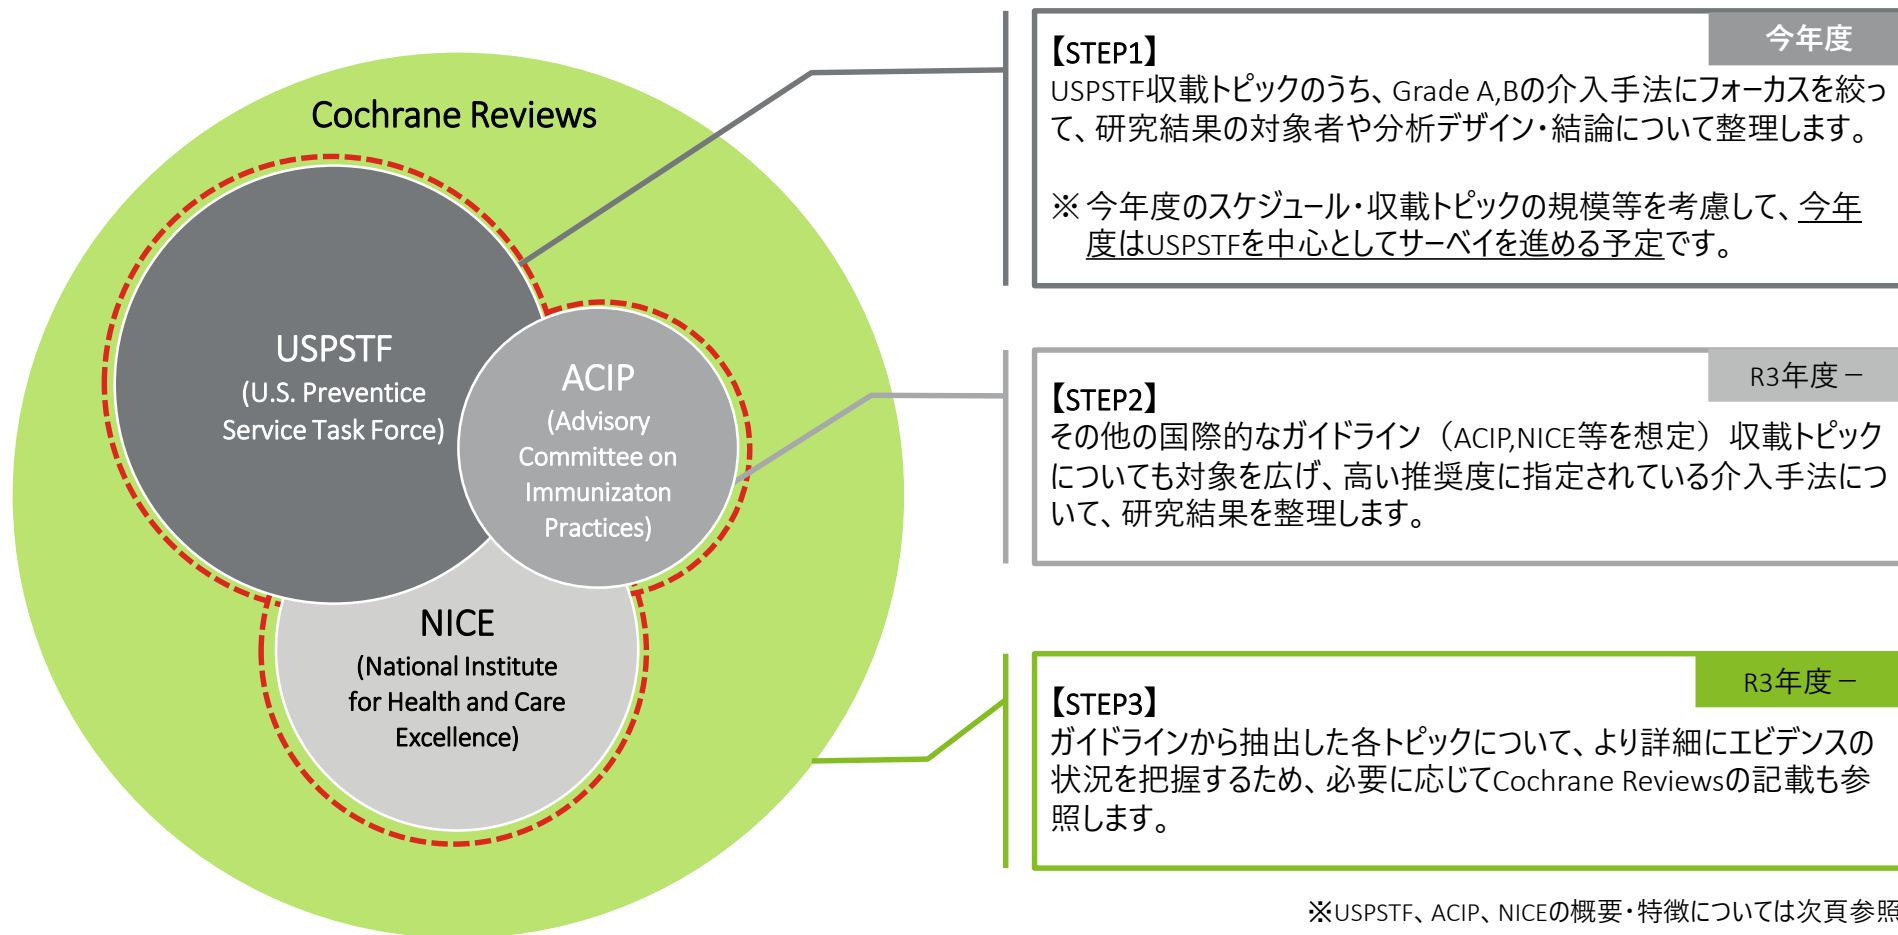 Cochrane Reviews
USPSTF
(U.S. Preventice
Service Task Force)
ACIP
(Advisory
Committee on
Immunizaton
Practices)
NICE
(National Institute
for Health and Care
Excellence)
今年度
【STEP1】
USPSTF収載トピックのうち、Grade A,Bの介入手法にフォーカスを絞っ
て、研究結果の対象者や分析デザイン・結論について整理します。
※ 今年度のスケジュール・収載トピックの規模等を考慮して、今年
度はUSPSTFを中心としてサーベイを進める予定です。
R3年度－
【STEP2】
その他の国際的なガイドライン（ACIP,NICE等を想定）収載トピック
についても対象を広げ、高い推奨度に指定されている介入手法につ
いて、研究結果を整理します。
R3年度－
【STEP3】
ガイドラインから抽出した各トピックについて、より詳細にエビデンスの
状況を把握するため、必要に応じてCochrane Reviewsの記載も参
照します。
※USPSTF、ACIP、NICEの概要・特徴については次頁参照